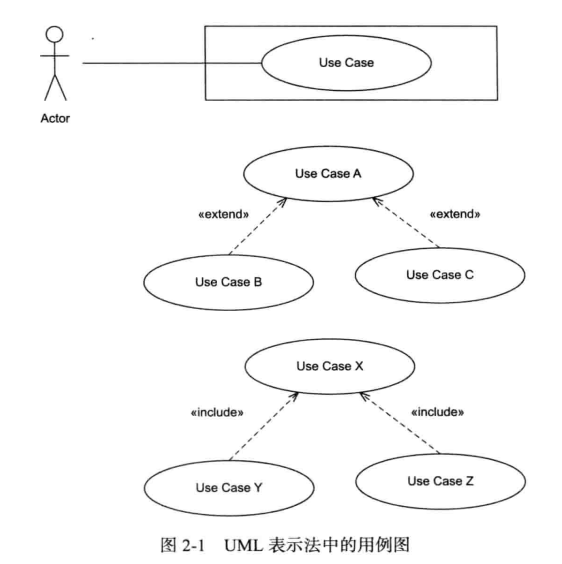 Use Case
Actor
Use Case A
«extend»
«extend»
Use Case B
Use Case C
Use Case X
«include»
«include»
Use Case Y
Use Case Z
图 2-1 UML 表示法中的用例图